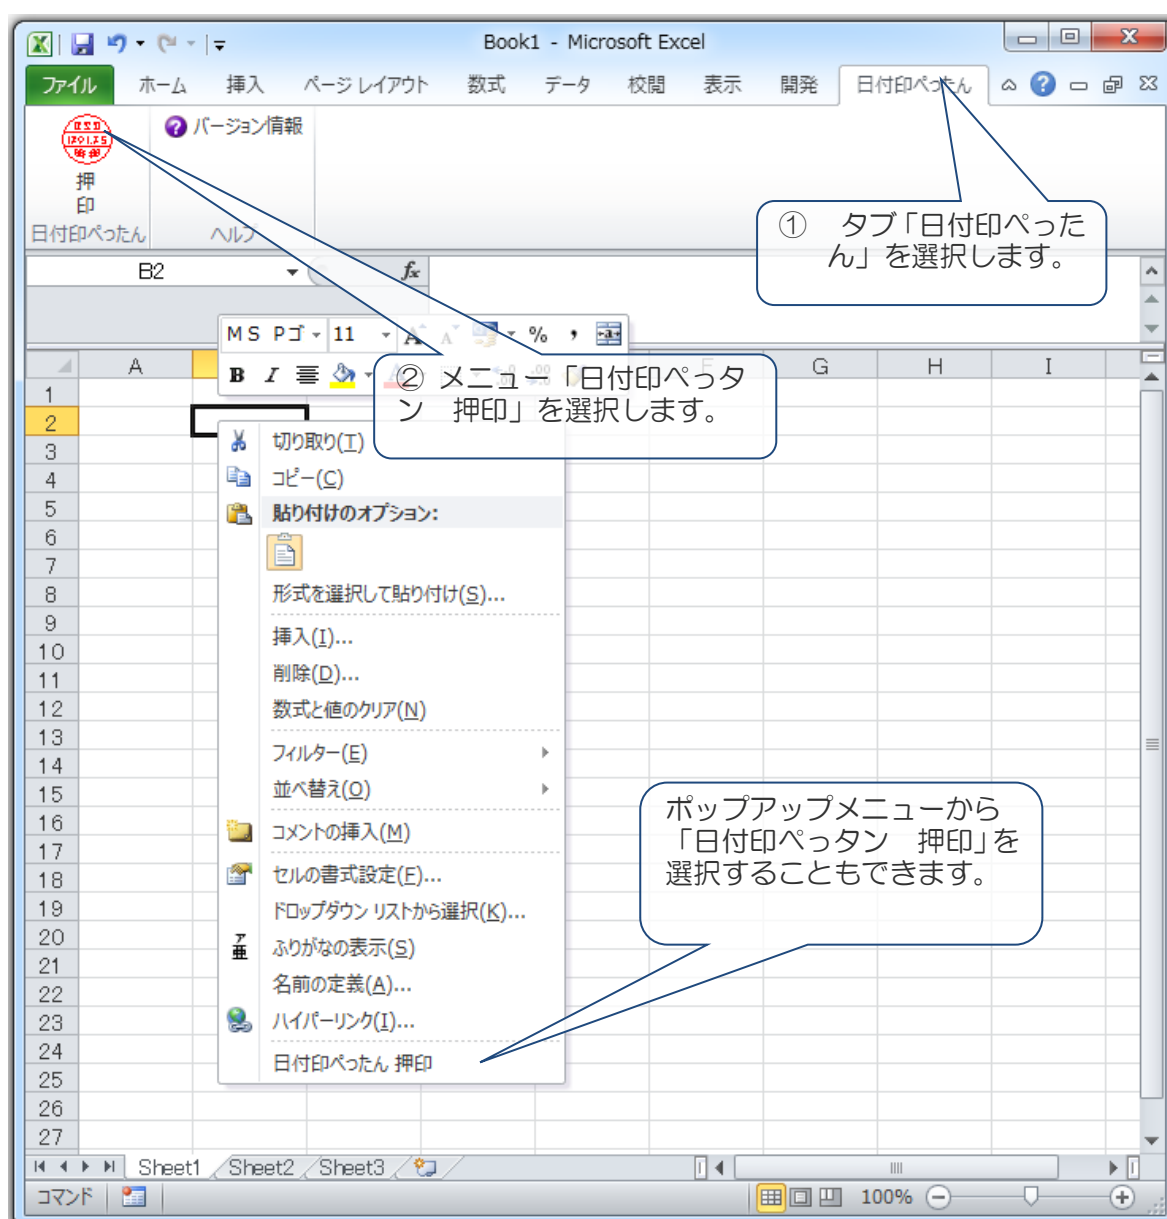 Book1 - Microsoft Excel
ファイル ホーム 挿入 ページ レイアウト 数式 データ 校閲 表示 開発 日付印ぺったん
バージョン情報
押
印
日付印ぺったん ヘルプ
① タブ「日付印ぺった
ん」を選択します。
B2 fx
MS Pゴ 11 A A % ,
B I
② メニュー「日付印ぺっタ
ン 押印」を選択します。
A F G H I
1
2
3
4
5
6
7
8
9
10
11
12
13
14
15
16
17
18
19
20
21
22
23
24
25
26
27
切り取り(T)
コピー(C)
貼り付けのオプション:
形式を選択して貼り付け(S)...
挿入(I)...
削除(D)...
数式と値のクリア(N)
フィルター(E)
並べ替え(O)
コメントの挿入(M)
セルの書式設定(F)...
ドロップダウン リストから選択(K)...
ふりがなの表示(S)
名前の定義(A)...
ハイパーリンク(I)...
日付印ぺったん 押印
ポップアップメニューから
「日付印ぺっタン 押印」を
選択することもできます。
Sheet1 Sheet2 Sheet3
コマンド 100%